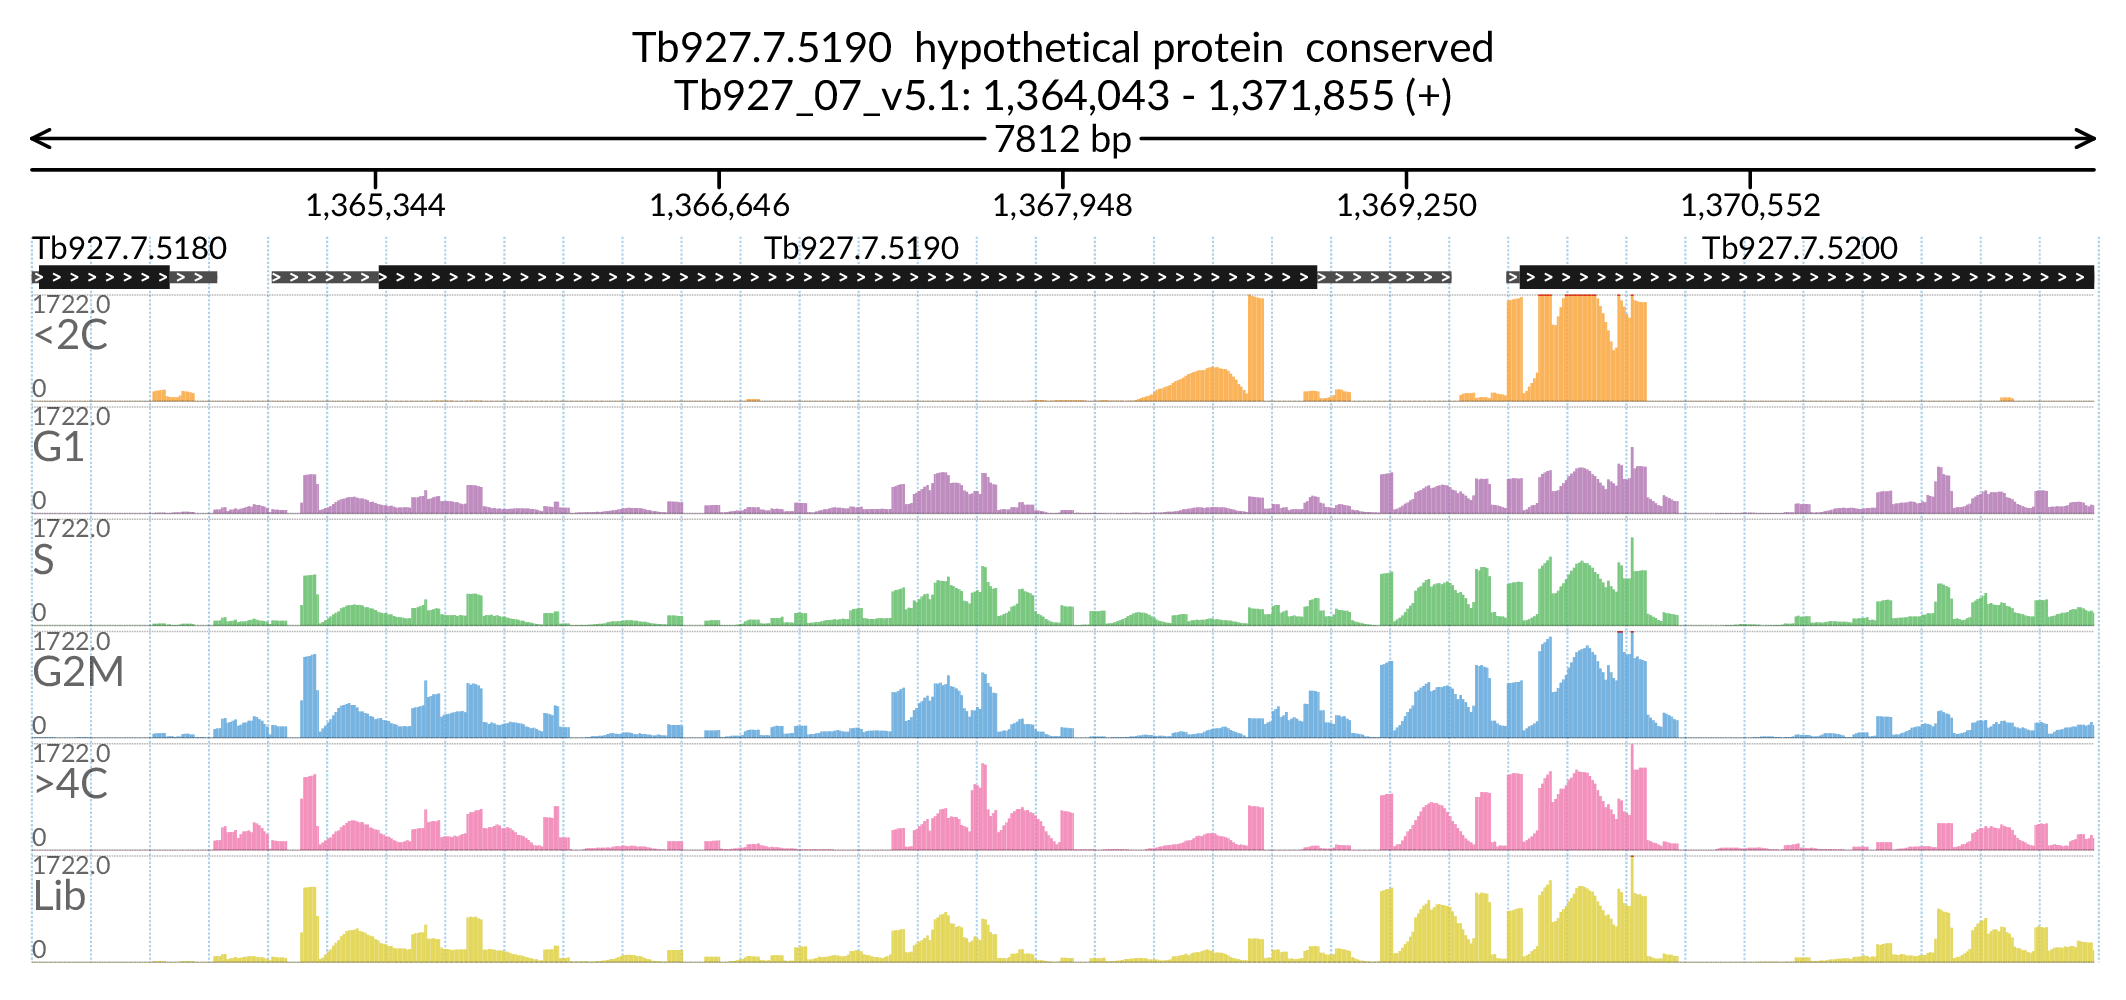 Tb927.7.5190  hypothetical protein  conserved
Tb927_07_v5.1: 1,364,043 - 1,371,855 (+)
7812 bp
1,365,344 1,366,646 1,367,948 1,369,250 1,370,552
Tb927.7.5180 Tb927.7.5190 Tb927.7.5200
1722.0
<2C
0
1722.0
G1
0
1722.0
S
0
1722.0
G2M
0
1722.0
>4C
0
1722.0
Lib
0